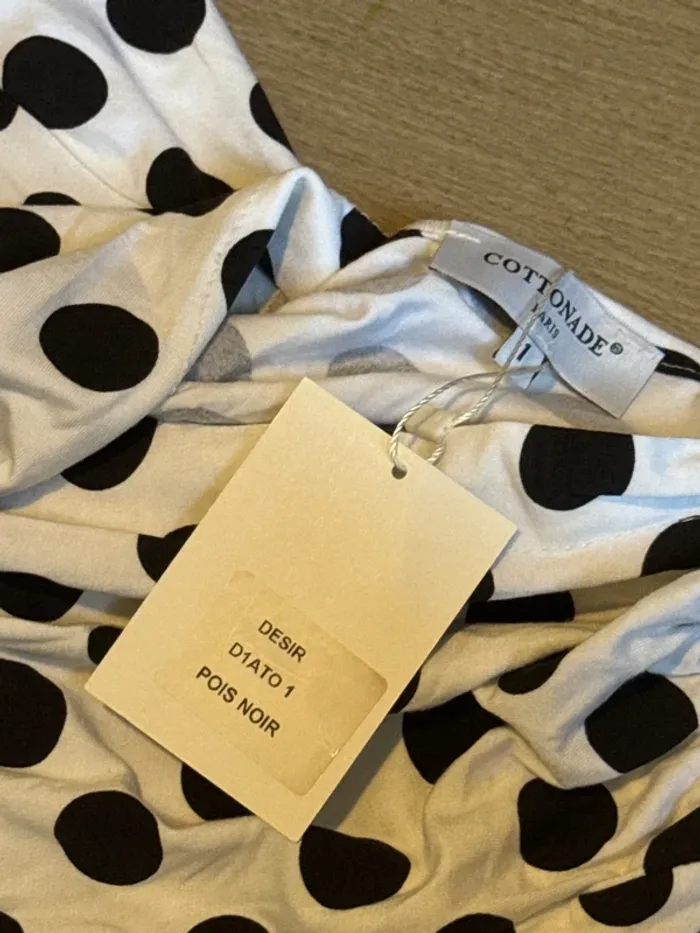 COTTONADE®
PARIS
1
DESIR
D1ATO 1
POIS NOIR